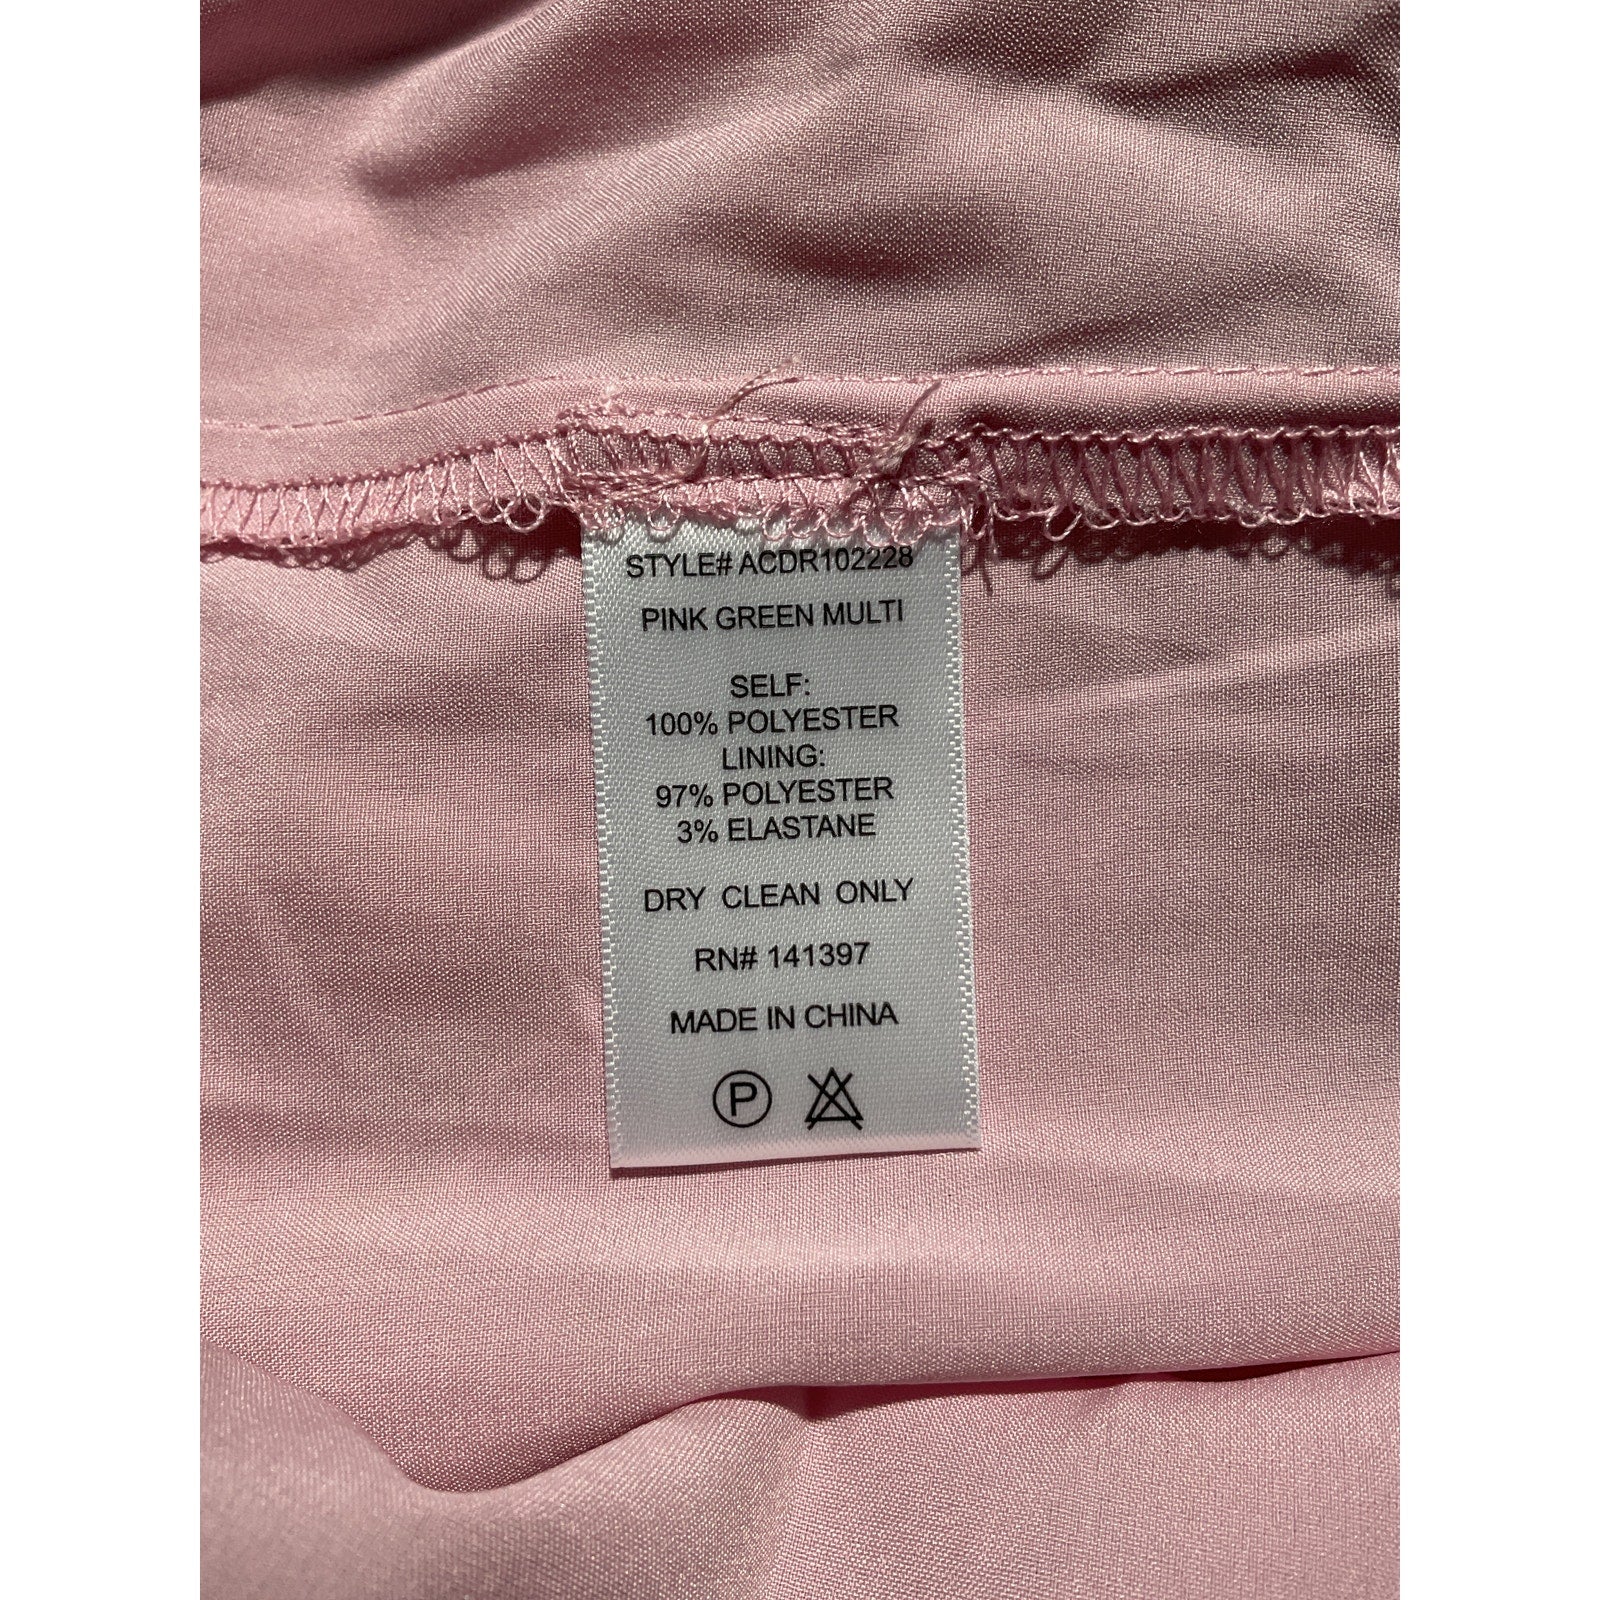 STYLE# ACDR102228
PINK GREEN MULTI
SELF:
100% POLYESTER
LINING:
97% POLYESTER
3% ELASTANE
DRY CLEAN ONLY
RN# 141397
MADE IN CHINA
P